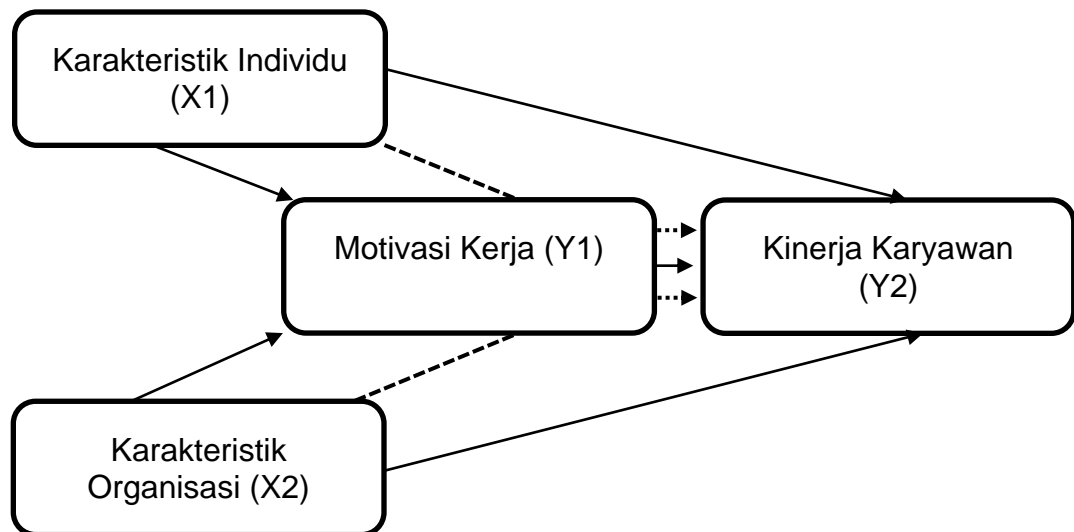 Karakteristik Individu
(X1)
Motivasi Kerja (Y1)
Kinerja Karyawan
(Y2)
Karakteristik
Organisasi (X2)